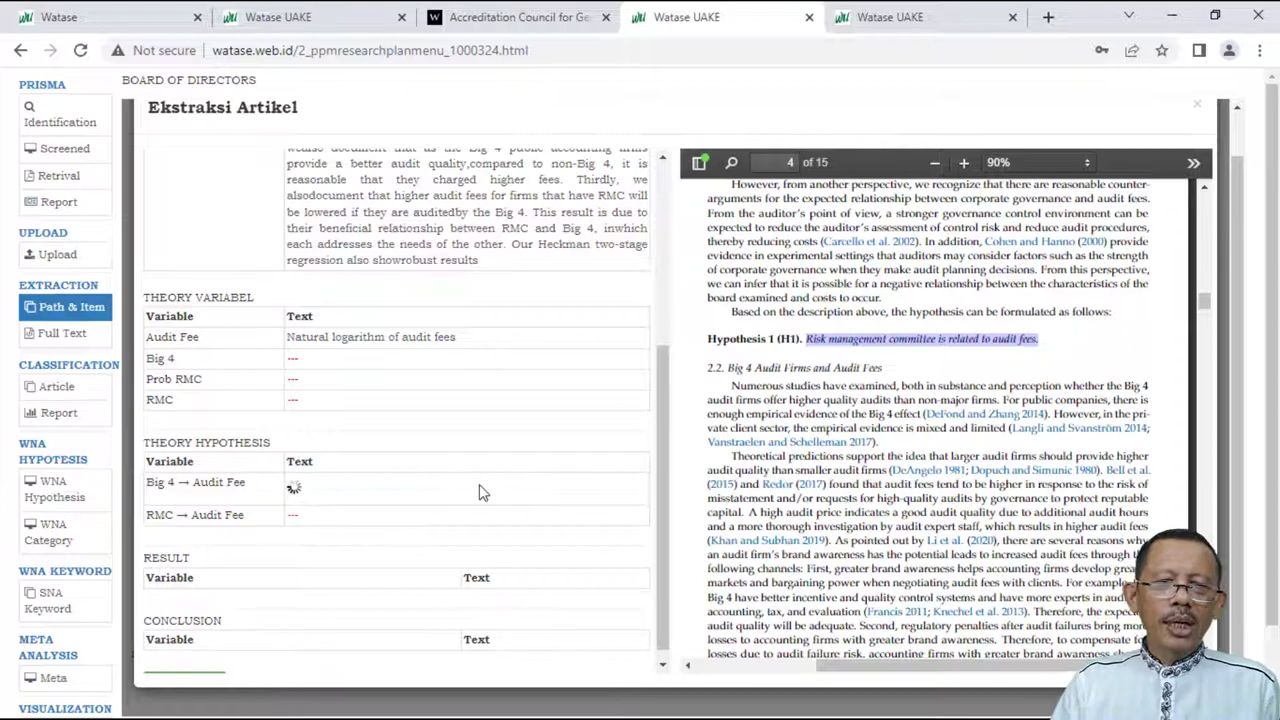 Watase
Watase UAKE
Accreditation Council for Ge
Watase UAKE
Watase UAKE
Not secure
watase.web.id/2_ppmresearchplanmenu_1000324.html
PRISMA
Identification
Screened
Retrival
Report
UPLOAD
Upload
EXTRACTION
Path & Item
Full Text
CLASSIFICATION
Article
Report
WNA
HYPOTESIS
WNA
Hypothesis
WNA
Category
WNA KEYWORD
SNA
Keyword
META
ANALYSIS
Meta
VISUALIZATION
BOARD OF DIRECTORS
Ekstraksi Artikel
wealso document that as the Big 4 public accounting firms
provide a better audit quality,compared to non-Big 4, it is
reasonable that they charged higher fees. Thirdly, we
alsodocument that higher audit fees for firms that have RMC will
be lowered if they are auditedby the Big 4. This result is due to
their beneficial relationship between RMC and Big 4, inwhich
each addresses the needs of the other. Our Heckman two-stage
regression also showrobust results
THEORY VARIABEL
Variable Text
Audit Fee Natural logarithm of audit fees
Big 4 ---
Prob RMC ---
RMC ---
THEORY HYPOTHESIS
Variable Text
Big 4 → Audit Fee
RMC → Audit Fee ---
RESULT
Variable Text
CONCLUSION
Variable Text
4 of 15
90%
However, from another perspective, we recognize that there are reasonable counter-
arguments for the expected relationship between corporate governance and audit fees.
From the auditor's point of view, a stronger governance control environment can be
expected to reduce the auditor's assessment of control risk and reduce audit procedures,
thereby reducing costs (Carcello et al. 2002). In addition, Cohen and Hanno (2000) provide
evidence in experimental settings that auditors may consider factors such as the strength
of corporate governance when they make audit planning decisions. From this perspective,
we can infer that it is possible for a negative relationship between the characteristics of the
board examined and costs to occur.
Based on the description above, the hypothesis can be formulated as follows:
Hypothesis 1 (H1). Risk management committee is related to audit fees.
2.2. Big 4 Audit Firms and Audit Fees
Numerous studies have examined, both in substance and perception whether the Big 4
audit firms offer higher quality audits than non-major firms. For public companies, there is
enough empirical evidence of the Big 4 effect (DeFond and Zhang 2014). However, in the pri-
vate client sector, the empirical evidence is mixed and limited (Langli and Svanström 2014;
Vanstraelen and Schelleman 2017).
Theoretical predictions support the idea that larger audit firms should provide higher
audit quality than smaller audit firms (DeAngelo 1981; Dopuch and Simunic 1980). Bell et al.
(2015) and Redor (2017) found that audit fees tend to be higher in response to the risk of
misstatement and/or requests for high-quality audits by governance to protect reputable
capital. A high audit price indicates a good audit quality due to additional audit hours
and a more thorough investigation by audit expert staff, which results in higher audit fees
(Khan and Subhan 2019). As pointed out by Li et al. (2020), there are several reasons why
an audit firm's brand awareness has the potential leads to increased audit fees through
following channels: First, greater brand awareness helps accounting firms develop
markets and bargaining power when negotiating audit fees with clients. For example
Big 4 have better incentive and quality control systems and have more experts in
accounting, tax, and evaluation (Francis 2011; Knechel et al. 2013). Therefore, the
audit quality will be adequate. Second, regulatory penalties after audit failures bring
losses to accounting firms with greater brand awareness. Therefore, to compensate
losses due to audit failure risk, accounting firms with greater brand awareness